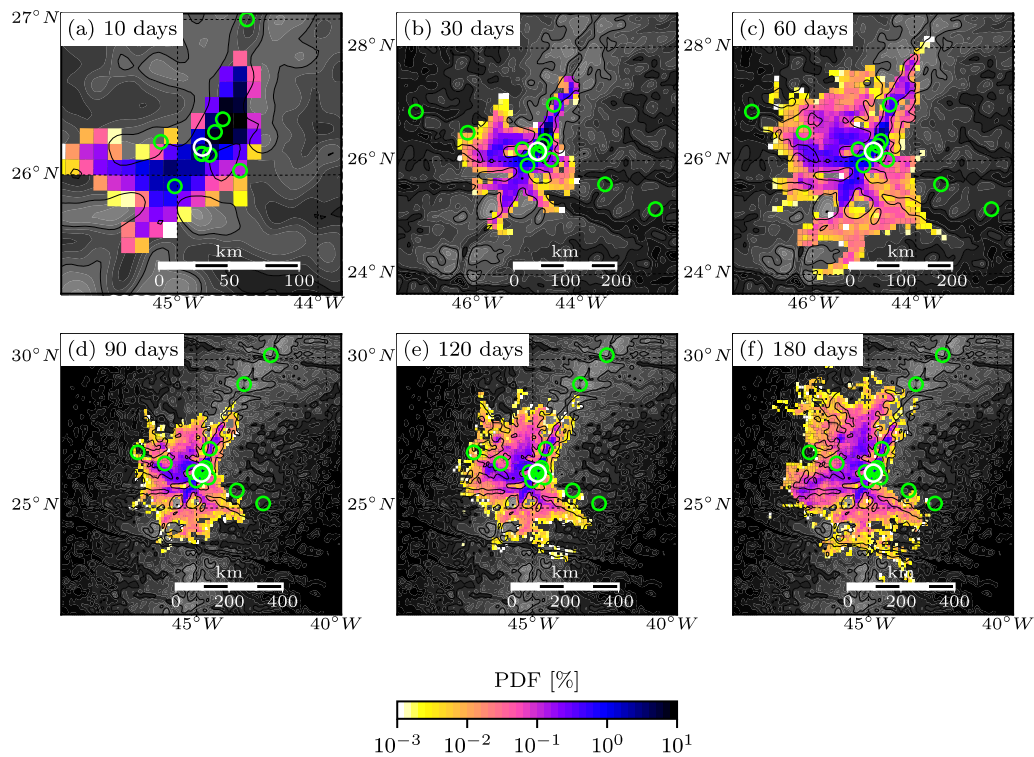 (a) 10 days
(b) 30 days
(c) 60 days
27°N
28°N
28°N
26°N
26°N
26°N
24°N
24°N
km
0 50 100
km
0 100 200
km
0 100 200
45°W 44°W
46°W 44°W
46°W 44°W
(d) 90 days
(e) 120 days
(f) 180 days
30°N
30°N
30°N
25°N
25°N
25°N
km
0 200 400
km
0 200 400
km
0 200 400
45°W 40°W
45°W 40°W
45°W 40°W
PDF [%]
10⁻³ 10⁻² 10⁻¹ 10⁰ 10¹